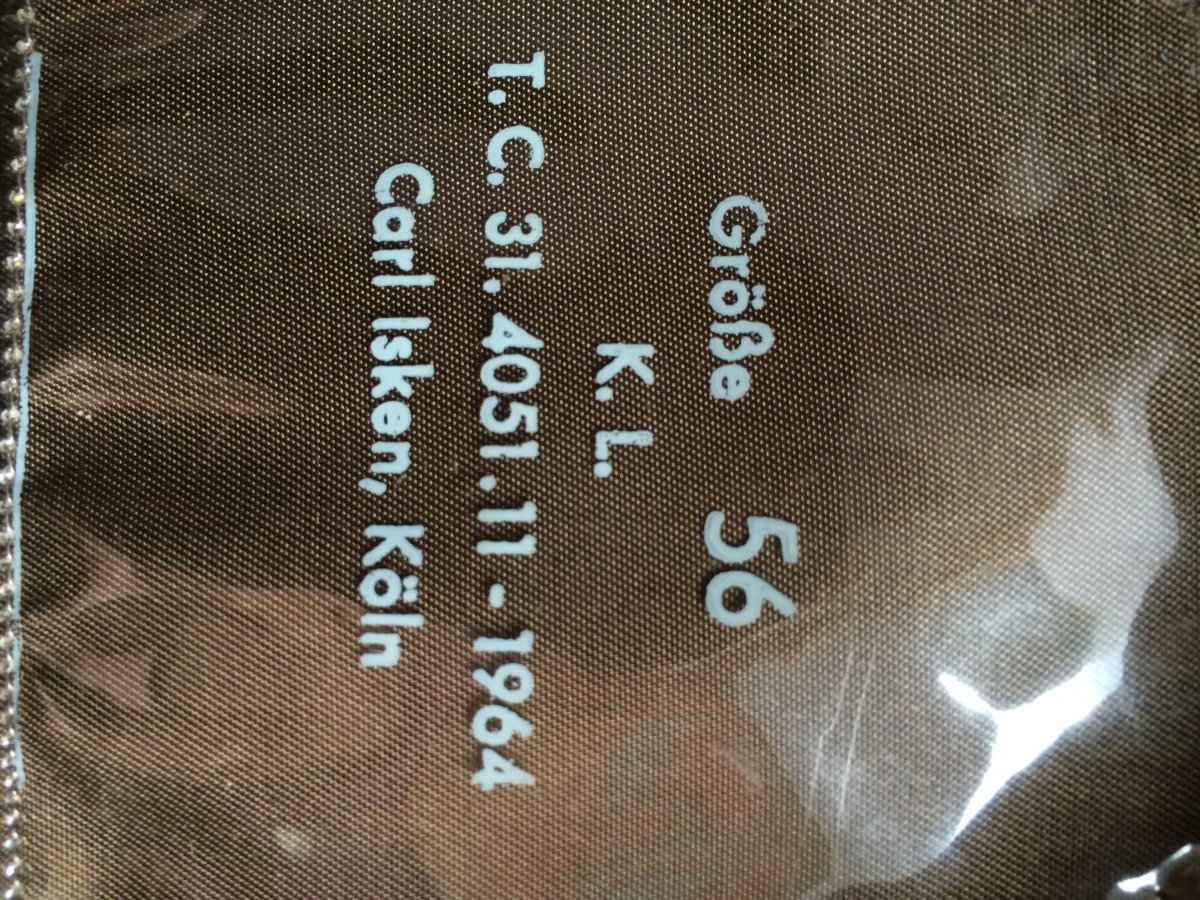 Größe 56
K. L.
T. C. 31. 4051.11 - 1964
Carl Isken, Köln